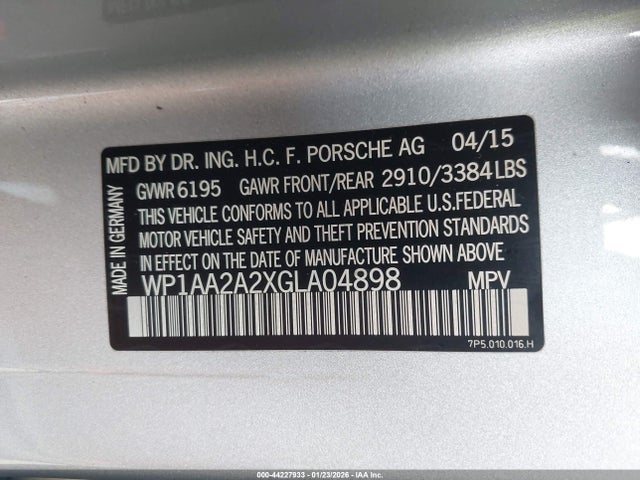 MFD BY DR. ING. H.C. F. PORSCHE AG 04/15
GVWR 6195 GAWR FRONT/REAR 2910/3384 LBS
THIS VEHICLE CONFORMS TO ALL APPLICABLE U.S.FEDERAL
MOTOR VEHICLE SAFETY AND THEFT PREVENTION STANDARDS
IN EFFECT ON THE DATE OF MANUFACTURE SHOWN ABOVE.
WP1AA2A2XGLA04898 MPV
7P5.010.016.H
MADE IN GERMANY
000-44227933 - 01/23/2026 - IAA4384